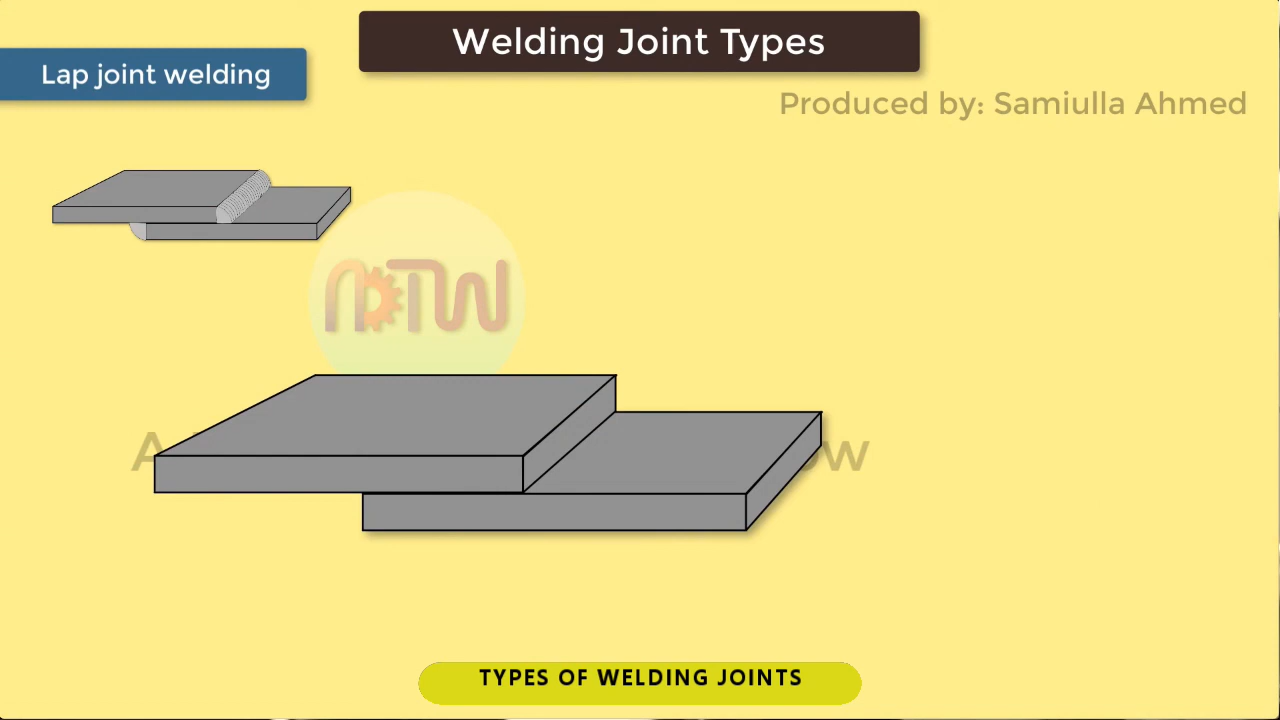 Welding Joint Types
Lap joint welding
Produced by: Samiulla Ahmed
TYPES OF WELDING JOINTS